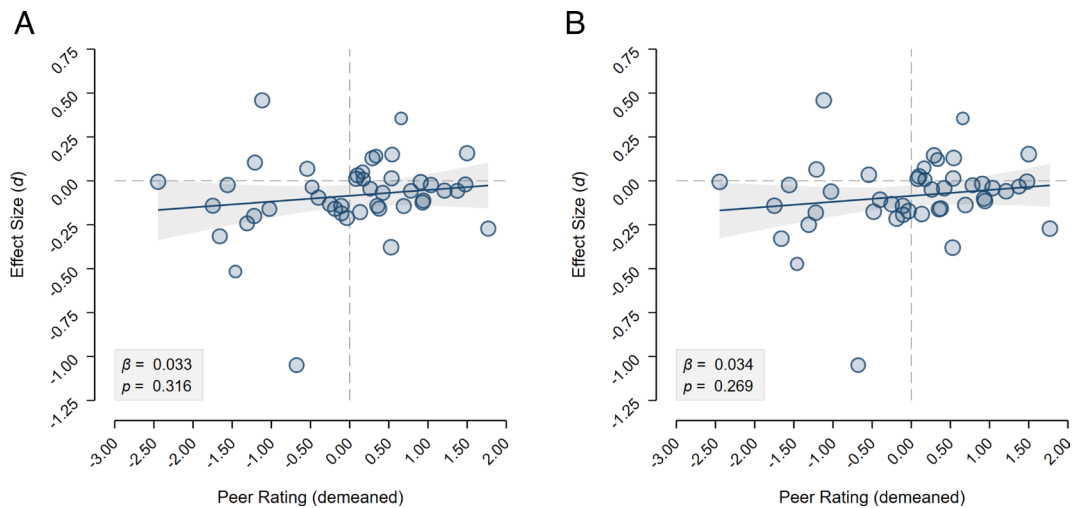 A
0.75
0.50
0.25
0.00
-0.25
-0.50
-0.75
-1.00
-1.25
Effect Size (d)
β = 0.033
p = 0.316
-3.00 -2.50 -2.00 -1.50 -1.00 -0.50 0.00 0.50 1.00 1.50 2.00
Peer Rating (demeaned)
B
0.75
0.50
0.25
0.00
-0.25
-0.50
-0.75
-1.00
-1.25
Effect Size (d)
β = 0.034
p = 0.269
-3.00 -2.50 -2.00 -1.50 -1.00 -0.50 0.00 0.50 1.00 1.50 2.00
Peer Rating (demeaned)